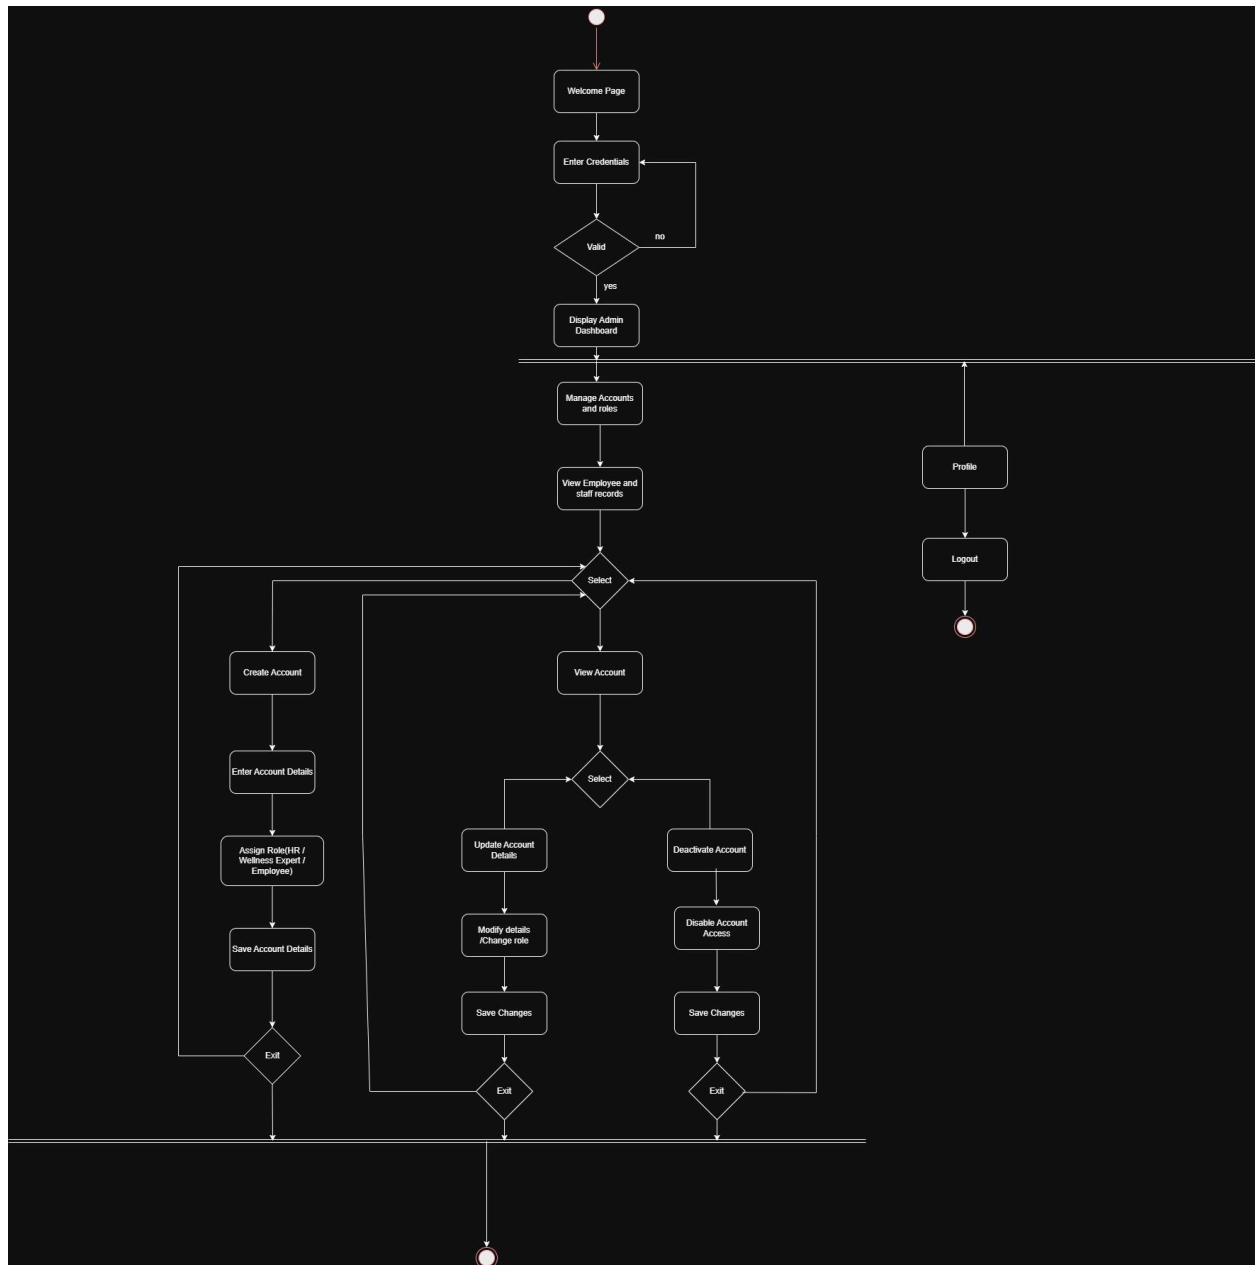 Welcome Page
Enter Credentials
Valid
no
yes
Display Admin
Dashboard
Manage Accounts
and roles
View Employee and
staff records
Profile
Logout
Select
Create Account
View Account
Enter Account Details
Select
Assign Role(HR /
Wellness Expert /
Employee)
Update Account
Details
Deactivate Account
Save Account Details
Modify details
/Change role
Disable Account
Access
Save Changes
Save Changes
Exit
Exit
Exit